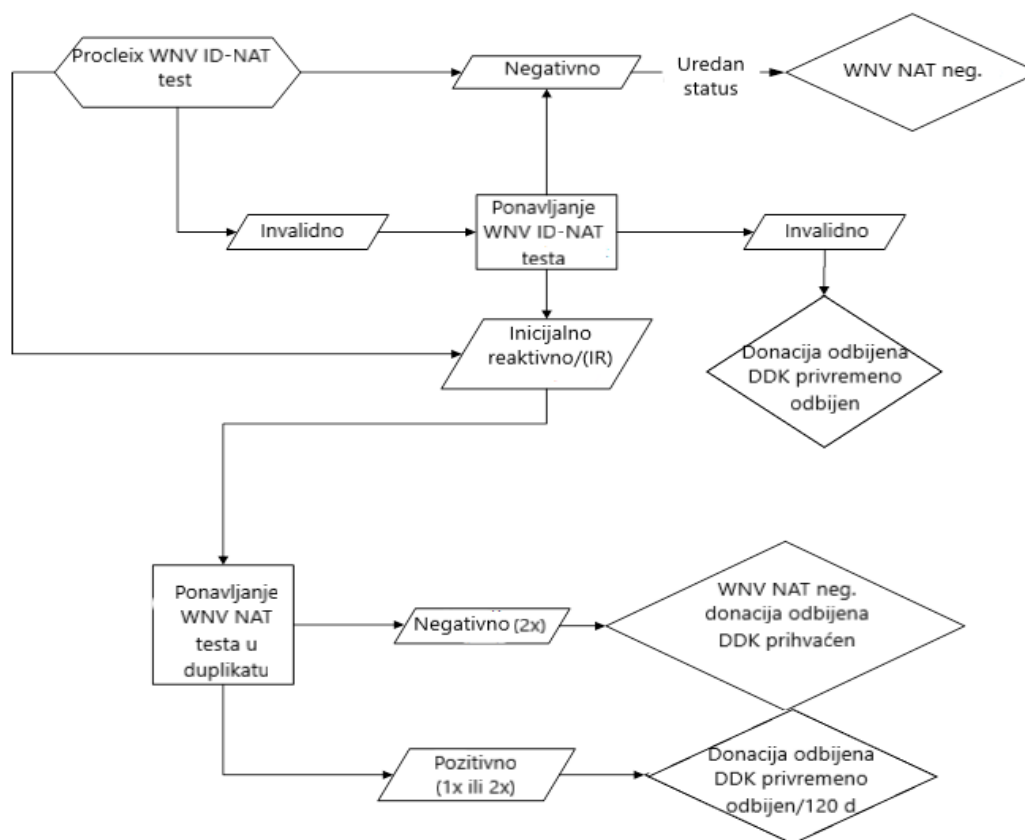 Procleix WNV ID-NAT
test
Negativno
Uredan
status
WNV NAT neg.
Invalidno
Ponavljanje
WNV ID-NAT
testa
Invalidno
Inicijalno
reaktivno/(IR)
Donacija odbijena
DDK privremeno
odbijen
Ponavljanje
WNV NAT
testa u
duplikatu
Negativno (2x)
WNV NAT neg.
donacija odbijena
DDK prihvaćen
Pozitivno
(1x ili 2x)
Donacija odbijena
DDK privremeno
odbijen/120 d